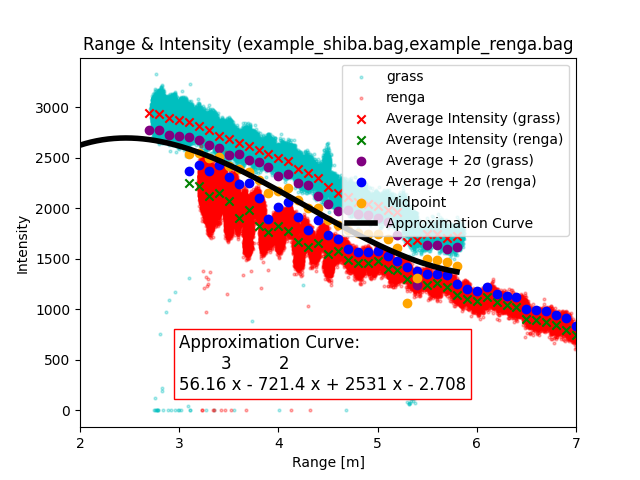 Range & Intensity (example_shiba.bag,example_renga.bag
grass
renga
Average Intensity (grass)
Average Intensity (renga)
Average + 2σ (grass)
Average + 2σ (renga)
Midpoint
Approximation Curve
3000
2500
2000
1500
1000
500
0
Intensity
Approximation Curve:
3 2
56.16 x - 721.4 x + 2531 x - 2.708
2 3 4 5 6 7
Range [m]